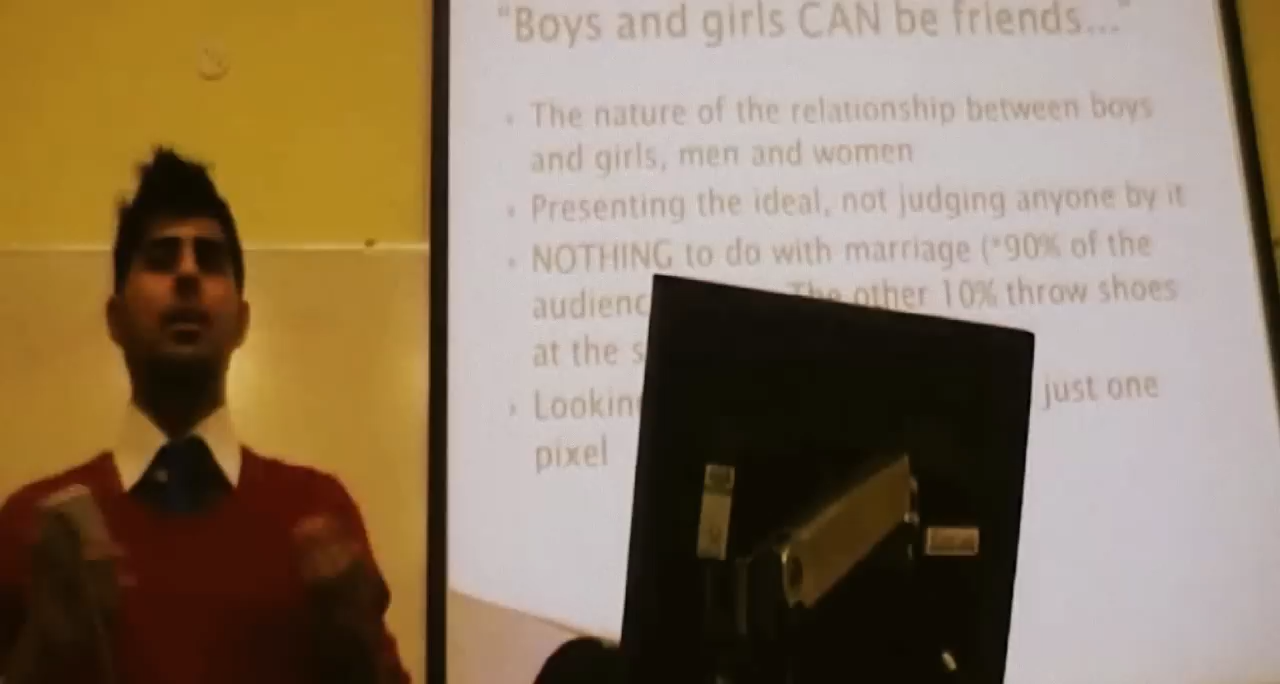 "Boys and girls CAN be friends..."
The nature of the relationship between boys
and girls, men and women
Presenting the ideal, not judging anyone by it
NOTHING to do with marriage (*90% of the
The other 10% throw shoes
at the
just one
pixel